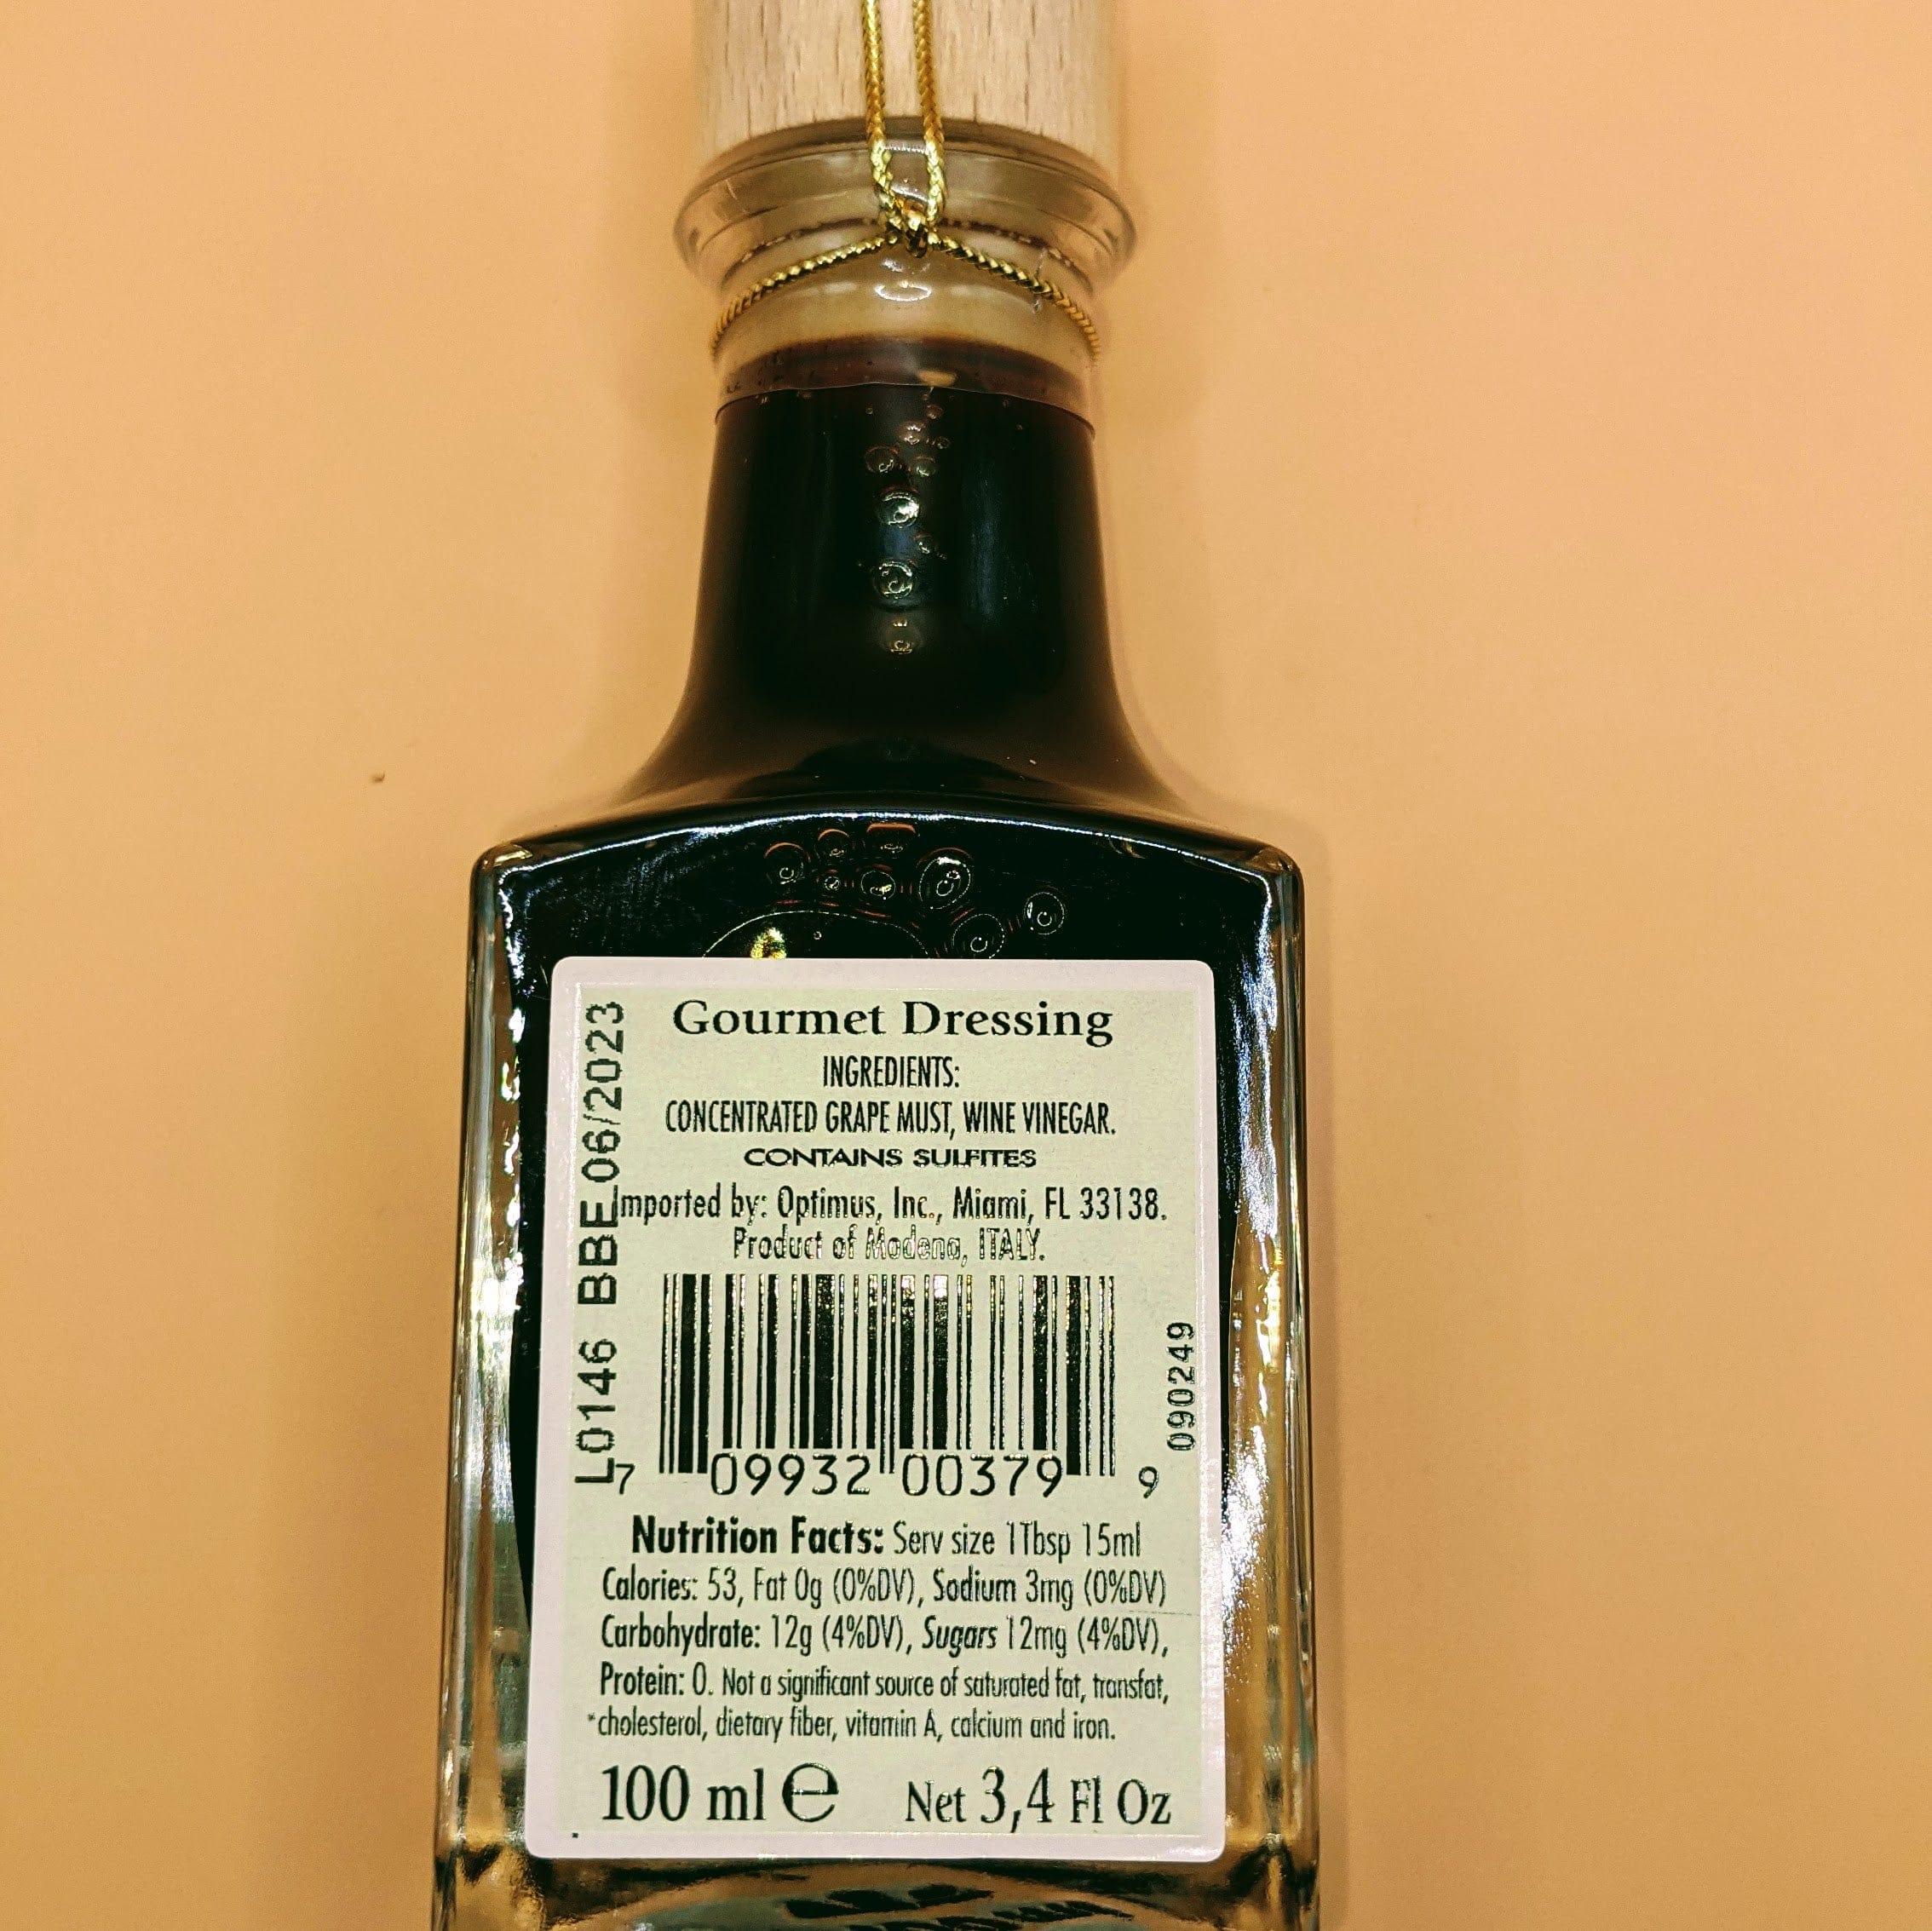 Gourmet Dressing
INGREDIENTS:
CONCENTRATED GRAPE MUST, WINE VINEGAR.
CONTAINS SULFITES
Imported by: Optimus, Inc., Miami, FL 33138.
Product of Modena, ITALY.
L0146 BBE 06/2023
7 09932 00379 9
090249
Nutrition Facts: Serv size 1Tbsp 15ml
Calories: 53, Fat 0g (0%DV), Sodium 3mg (0%DV)
Carbohydrate: 12g (4%DV), Sugars 12mg (4%DV),
Protein: 0. Not a significant source of saturated fat, transfat,
*cholesterol, dietary fiber, vitamin A, calcium and iron.
100 ml e Net 3,4 Fl Oz